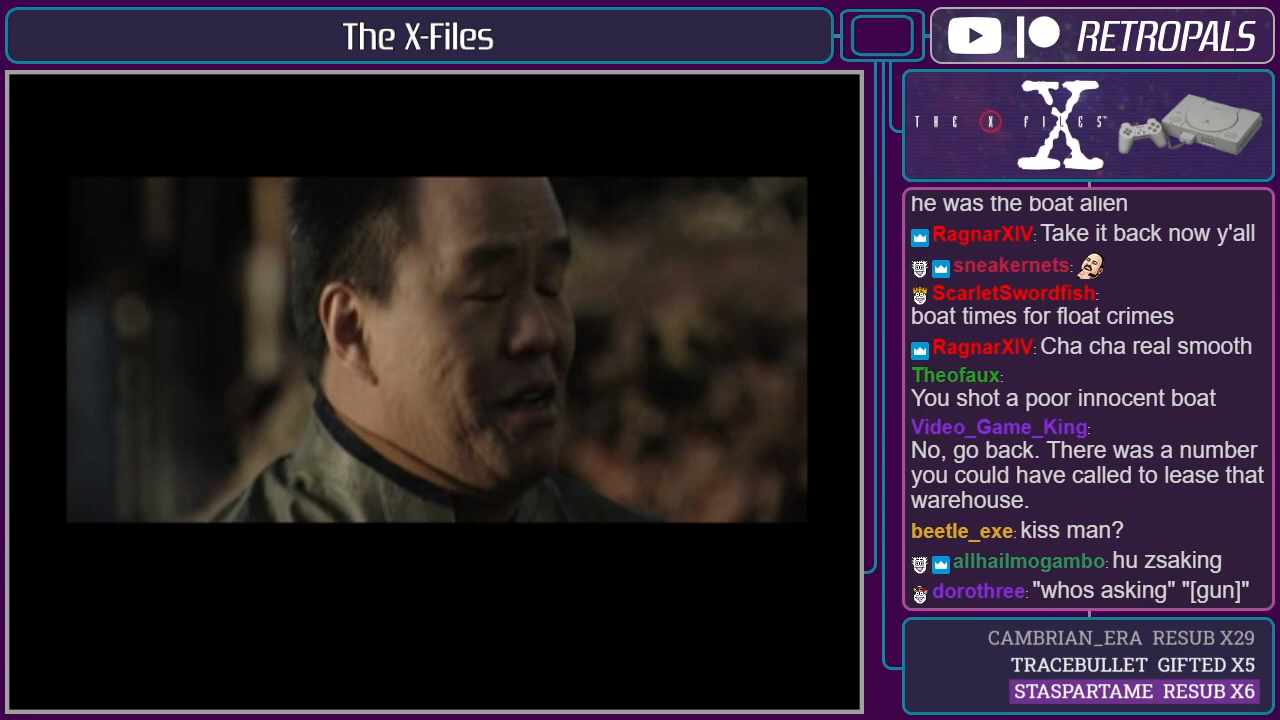 The X-Files
RETROPALS
THE X FILES™
X
he was the boat alien
RagnarXIV: Take it back now y'all
sneakernets:
ScarletSwordfish:
boat times for float crimes
RagnarXIV: Cha cha real smooth
Theofaux:
You shot a poor innocent boat
Video_Game_King:
No, go back. There was a number
you could have called to lease that
warehouse.
beetle_exe: kiss man?
allhailmogambo: hu zsaking
dorothree: "whos asking" "[gun]"
CAMBRIAN_ERA RESUB X29
TRACEBULLET GIFTED X5
STASPARTAME RESUB X6